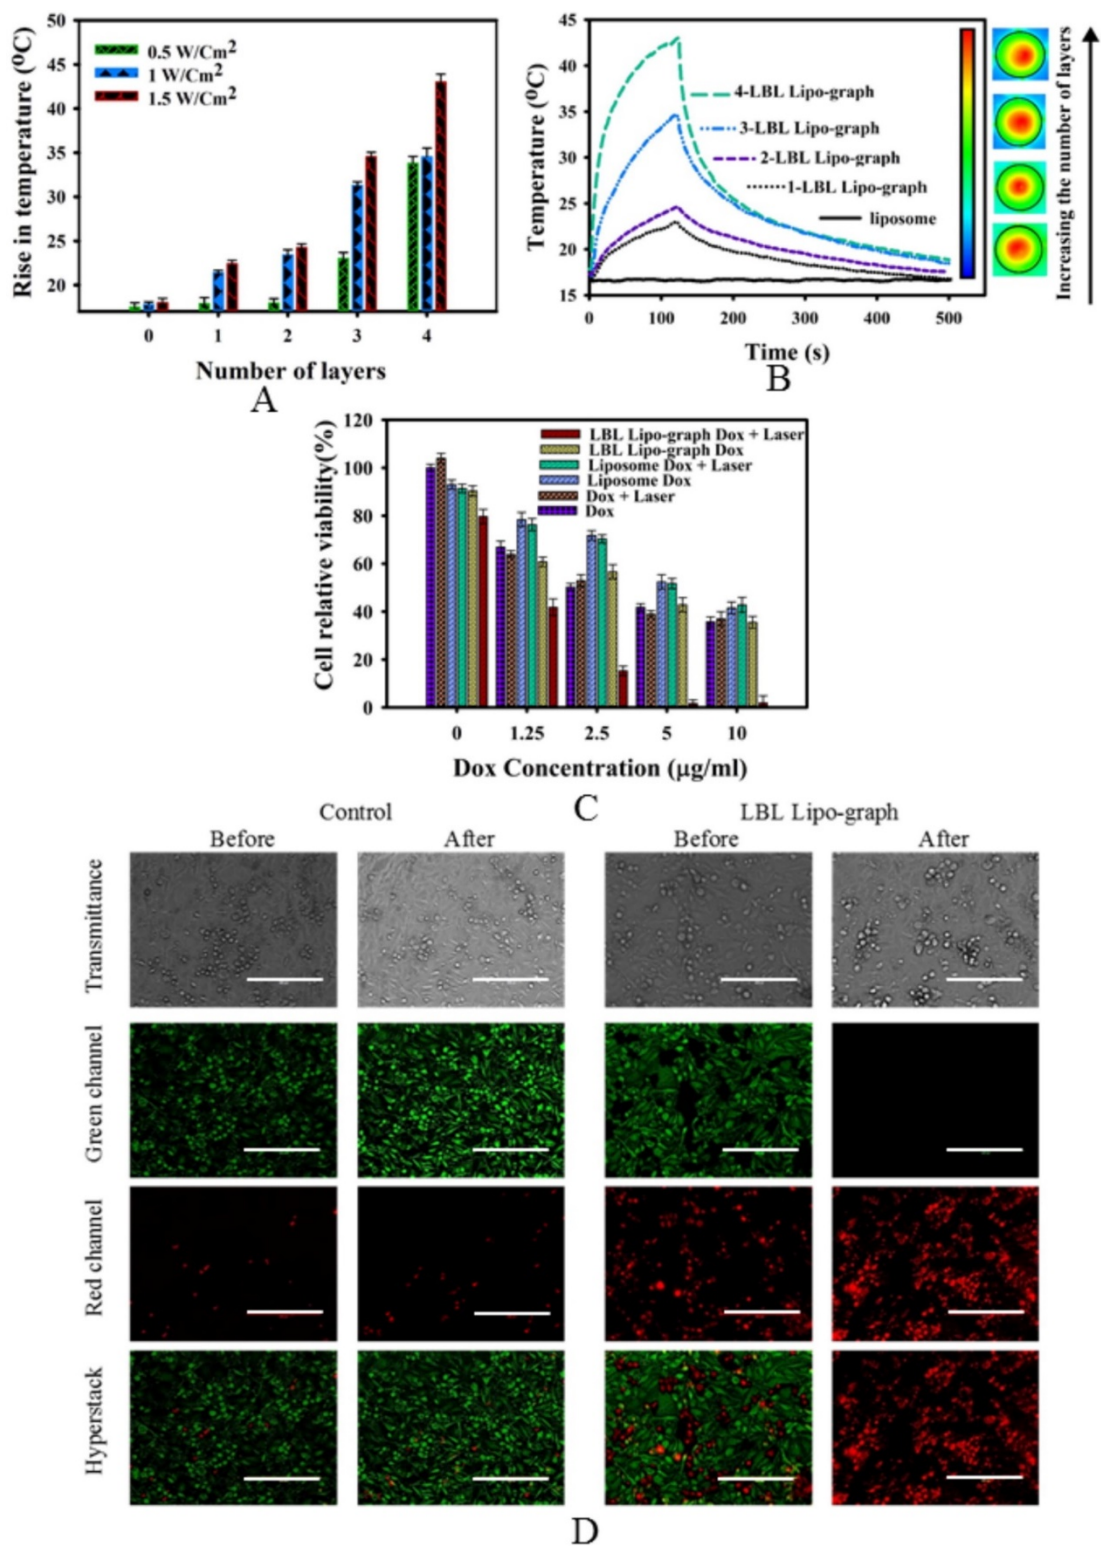 50
45
40
35
30
25
20
0.5 W/Cm2
1 W/Cm2
1.5 W/Cm2
Rise in temperature (⁰C)
0 1 2 3 4
Number of layers
A
45
40
35
30
25
20
15
Temperature (⁰C)
4-LBL Lipo-graph
3-LBL Lipo-graph
2-LBL Lipo-graph
1-LBL Lipo-graph
liposome
0 100 200 300 400 500
Time (s)
B
Increasing the number of layers
120
100
80
60
40
20
0
Cell relative viability(%)
LBL Lipo-graph Dox + Laser
LBL Lipo-graph Dox
Liposome Dox + Laser
Liposome Dox
Dox + Laser
Dox
0 1.25 2.5 5 10
Dox Concentration (µg/ml)
C
Control LBL Lipo-graph
Before After Before After
Transmittance
Green channel
Red channel
Hyperstack
D